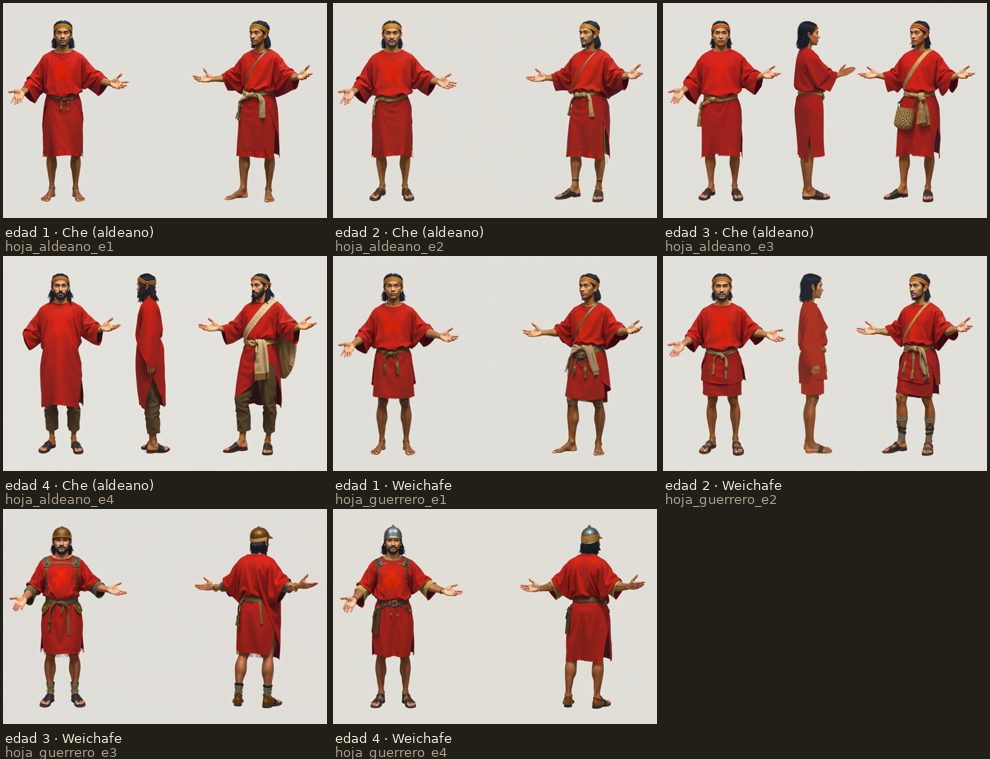 edad 1 · Che (aldeano)
hoja_aldeano_e1
edad 2 · Che (aldeano)
hoja_aldeano_e2
edad 3 · Che (aldeano)
hoja_aldeano_e3
edad 4 · Che (aldeano)
hoja_aldeano_e4
edad 1 · Weichafe
hoja_guerrero_e1
edad 2 · Weichafe
hoja_guerrero_e2
edad 3 · Weichafe
hoja_guerrero_e3
edad 4 · Weichafe
hoja_guerrero_e4